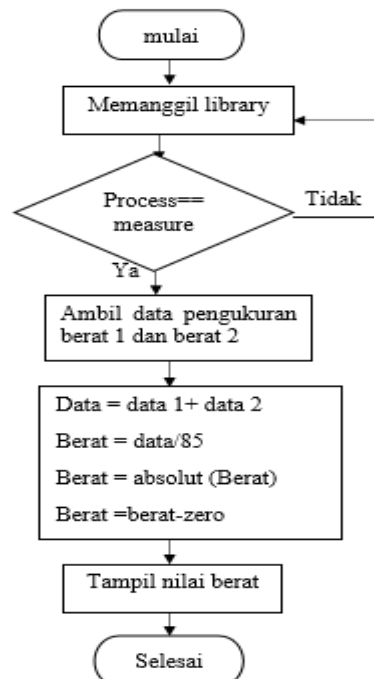 mulai
Memanggil library
Process==
measure
Tidak
Ya
Ambil data pengukuran
berat 1 dan berat 2
Data = data 1+ data 2
Berat = data/85
Berat = absolut (Berat)
Berat =berat-zero
Tampil nilai berat
Selesai